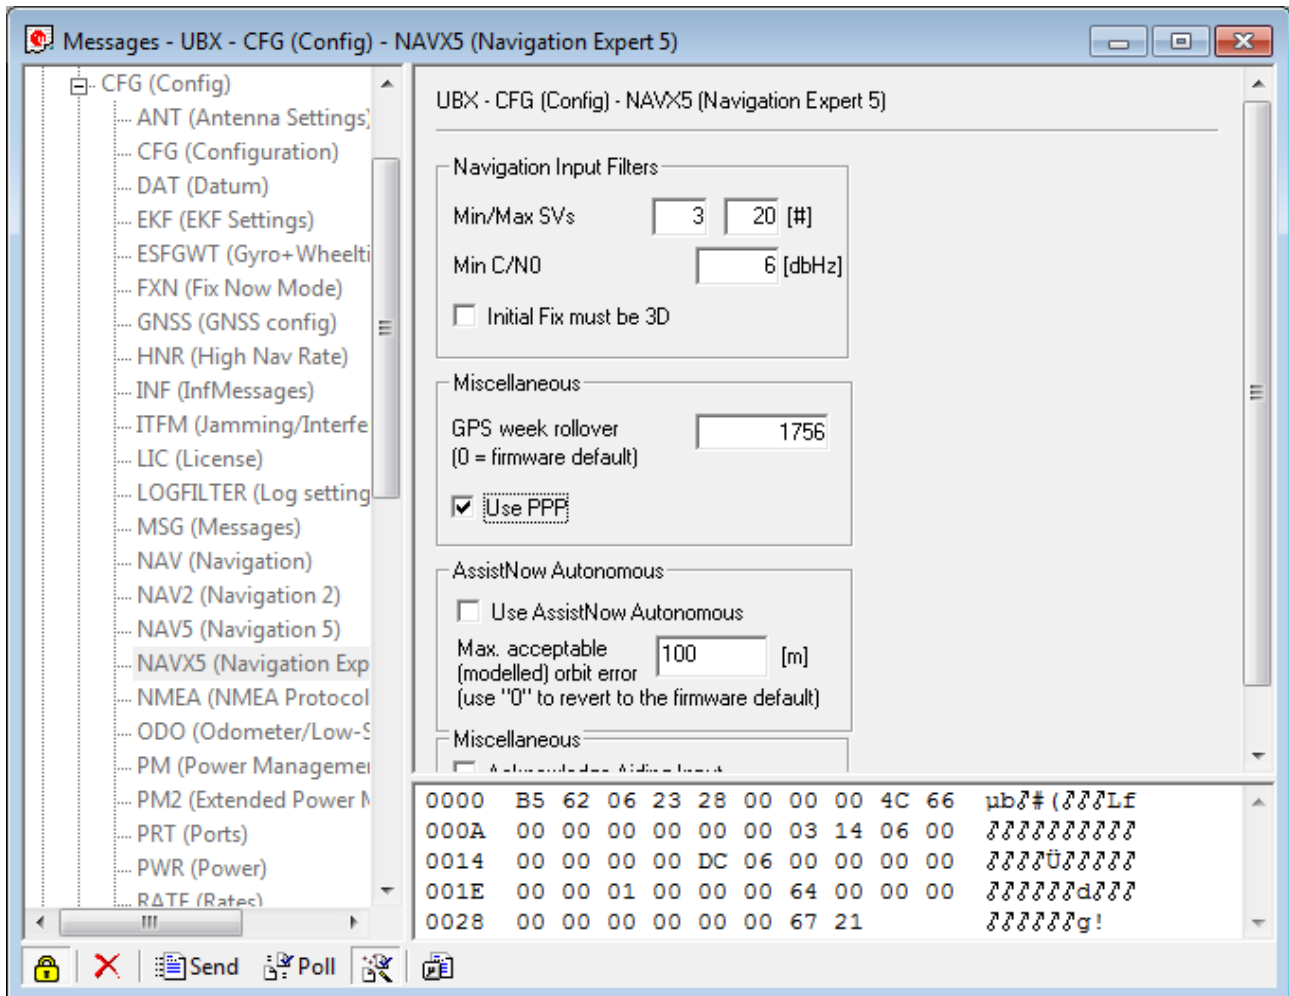 Messages - UBX - CFG (Config) - NAVX5 (Navigation Expert 5)
CFG (Config)
ANT (Antenna Settings)
CFG (Configuration)
DAT (Datum)
EKF (EKF Settings)
ESFGWT (Gyro+Wheelti
FXN (Fix Now Mode)
GNSS (GNSS config)
HNR (High Nav Rate)
INF (InfMessages)
ITFM (Jamming/Interfe
LIC (License)
LOGFILTER (Log setting
MSG (Messages)
NAV (Navigation)
NAV2 (Navigation 2)
NAV5 (Navigation 5)
NAVX5 (Navigation Exp
NMEA (NMEA Protocol
ODO (Odometer/Low-S
PM (Power Managemer
PM2 (Extended Power M
PRT (Ports)
PWR (Power)
RATE (Rates)
UBX - CFG (Config) - NAVX5 (Navigation Expert 5)
Navigation Input Filters
Min/Max SVs 3 20 [#]
Min C/N0 6 [dbHz]
Initial Fix must be 3D
Miscellaneous
GPS week rollover 1756
(0 = firmware default)
Use PPP
AssistNow Autonomous
Use AssistNow Autonomous
Max. acceptable
(modelled) orbit error 100 [m]
(use "0" to revert to the firmware default)
Miscellaneous
0000 B5 62 06 23 28 00 00 00 4C 66 µb#(Lf
000A 00 00 00 00 00 00 03 14 06 00
0014 00 00 00 00 DC 06 00 00 00 00 Ü
001E 00 00 01 00 00 00 64 00 00 00 d
0028 00 00 00 00 00 00 67 21 g!
Send Poll